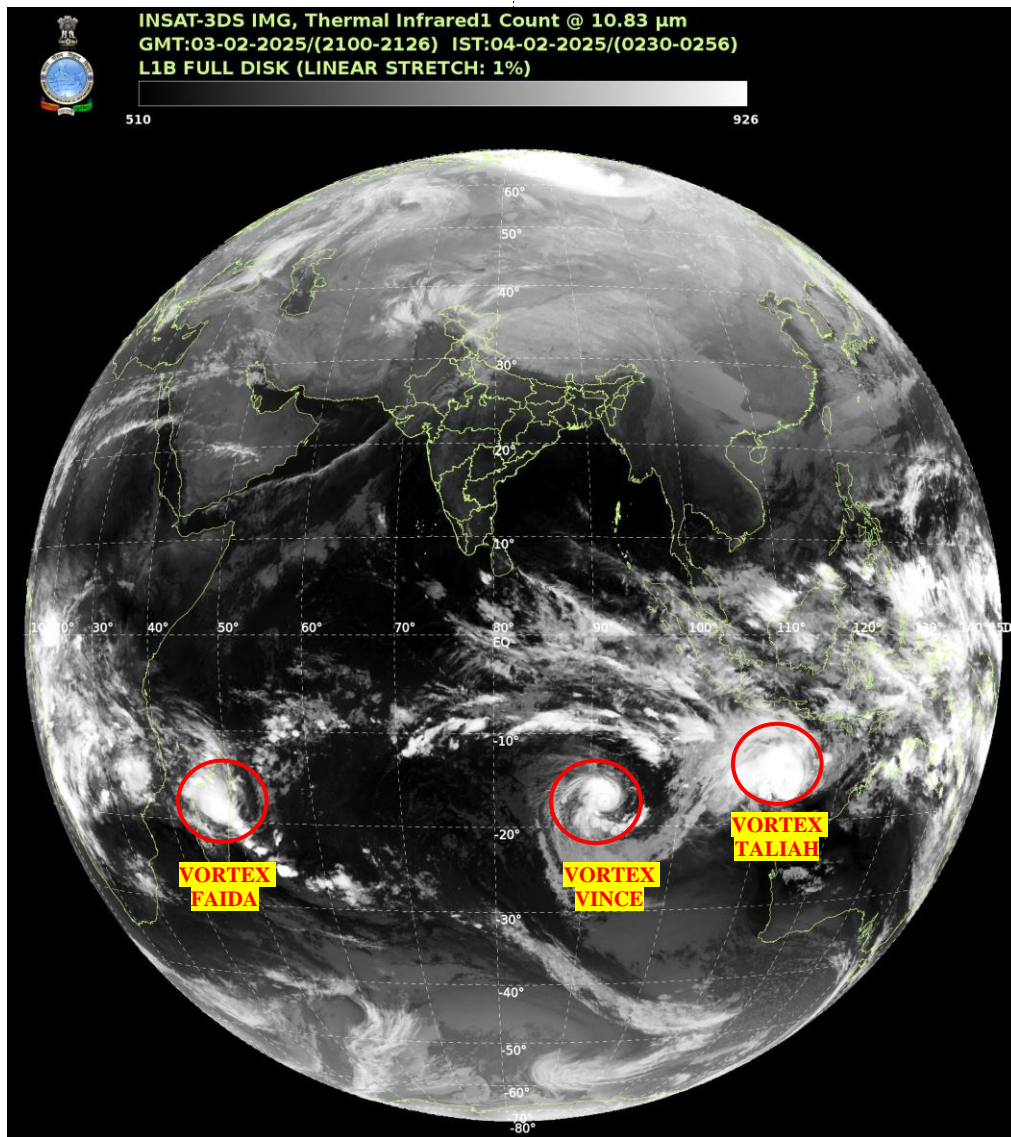 INSAT-3DS IMG, Thermal Infrared1 Count @ 10.83 μm
GMT:03-02-2025/(2100-2126) IST:04-02-2025/(0230-0256)
L1B FULL DISK (LINEAR STRETCH: 1%)
510 926
60°
50°
40°
30°
20°
10°
30° 40° 50° 60° 70° 80° 90° 100° 110° 120°
EQ
-10°
-20°
VORTEX
TALIAH
VORTEX
FAIDA
VORTEX
VINCE
-30°
-40°
-50°
-60°
-70°
-80°